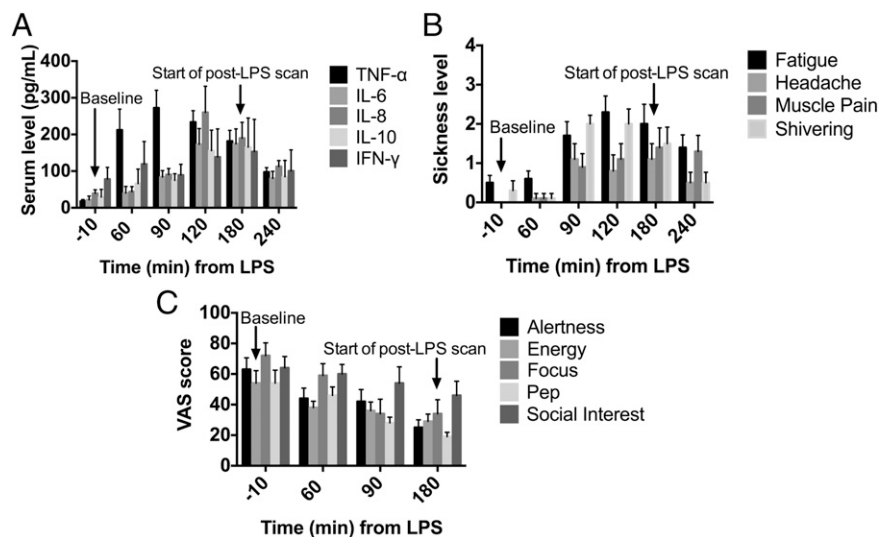 A
Serum level (pg/mL)
400
300
200
100
0
Baseline
Start of post-LPS scan
TNF-α
IL-6
IL-8
IL-10
IFN-γ
-10
60
90
120
180
240
Time (min) from LPS
B
Sickness level
4
3
2
1
0
Baseline
Start of post-LPS scan
Fatigue
Headache
Muscle Pain
Shivering
-10
60
90
120
180
240
Time (min) from LPS
C
VAS score
100
80
60
40
20
0
Baseline
Start of post-LPS scan
Alertness
Energy
Focus
Pep
Social Interest
-10
60
90
180
Time (min) from LPS